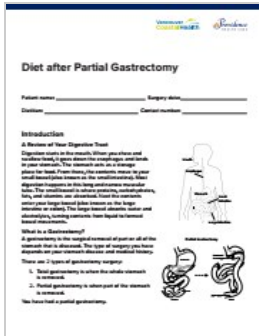 Vancouver
CoastalHealth
Providence
Diet after Partial Gastrectomy
Patient name: Surgery date:
Dietitian: Contact number:
Introduction
A Review of Your Digestive Tract
Digestion starts in the mouth. When you chew and
swallow food, it goes down the esophagus and lands
in your stomach. The stomach acts as a storage
place for food. From there, the contents move to your
small bowel (also known as the small intestine). Most
digestion happens in this long and narrow muscular
tube. The small bowel is where proteins, carbohydrates,
fats, and vitamins are absorbed. Next the contents
enter your large bowel (also known as the large
intestine or colon). The large bowel absorbs water and
electrolytes, turning contents from liquid to formed
bowel movements.
What is a Gastrectomy?
A gastrectomy is the surgical removal of part or all of the
stomach that is diseased. The type of surgery you have
depends on your stomach disease and medical history.
There are 2 types of gastrectomy surgery:
1. Total gastrectomy is when the whole stomach
is removed.
2. Partial gastrectomy is when part of the stomach
is removed.
You have had a partial gastrectomy.
Partial Gastrectomy